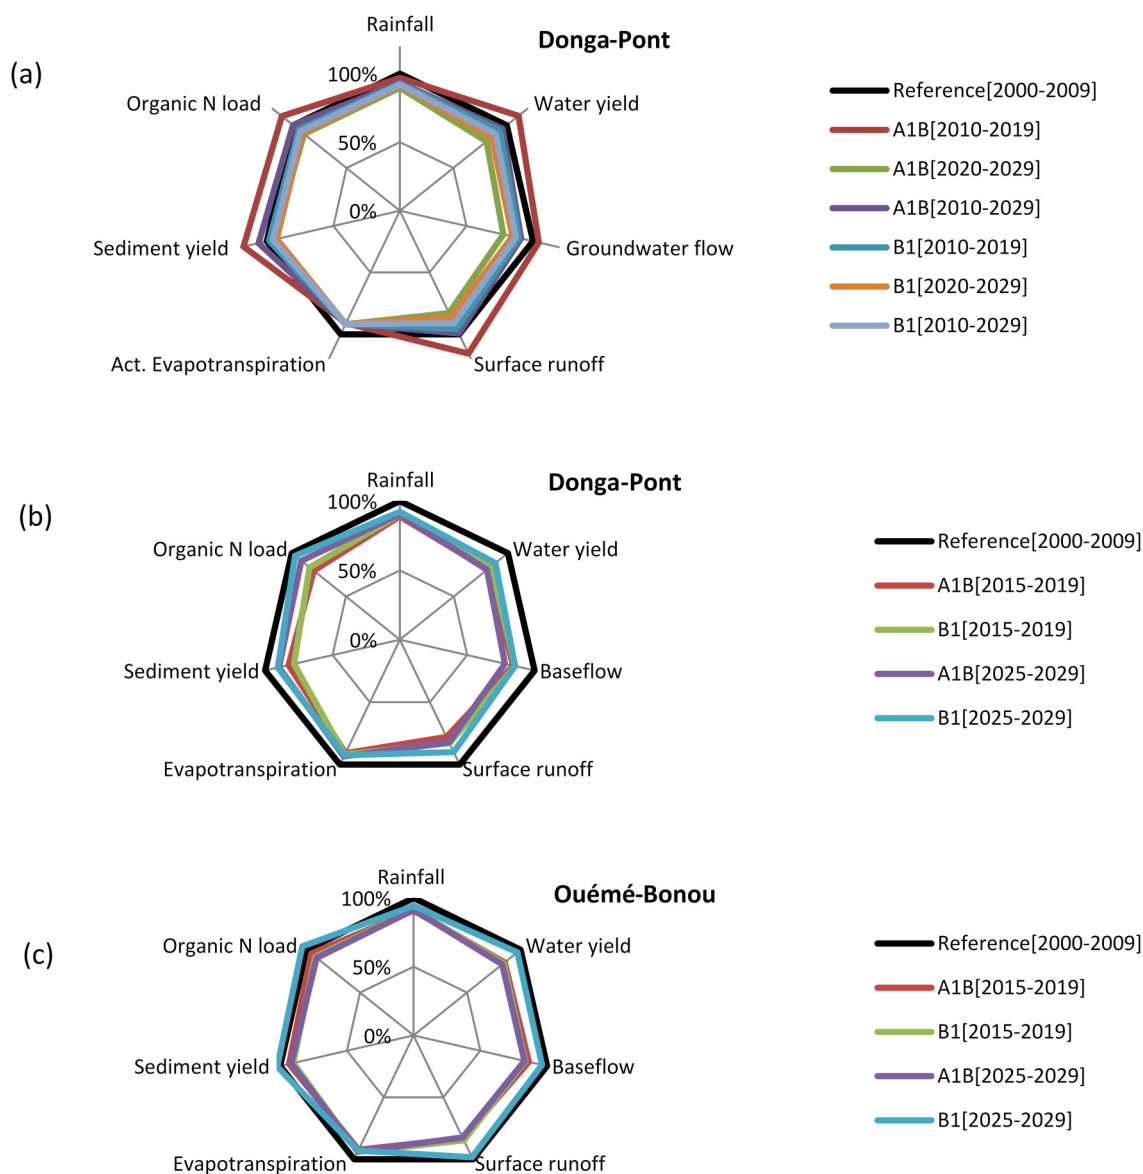 (a)
Donga-Pont
Rainfall
Water yield
Groundwater flow
Surface runoff
Act. Evapotranspiration
Sediment yield
Organic N load
100%
50%
0%
Reference[2000-2009]
A1B[2010-2019]
A1B[2020-2029]
A1B[2010-2029]
B1[2010-2019]
B1[2020-2029]
B1[2010-2029]
(b)
Donga-Pont
Rainfall
Water yield
Baseflow
Surface runoff
Evapotranspiration
Sediment yield
Organic N load
100%
50%
0%
Reference[2000-2009]
A1B[2015-2019]
B1[2015-2019]
A1B[2025-2029]
B1[2025-2029]
(c)
Ouémé-Bonou
Rainfall
Water yield
Baseflow
Surface runoff
Evapotranspiration
Sediment yield
Organic N load
100%
50%
0%
Reference[2000-2009]
A1B[2015-2019]
B1[2015-2019]
A1B[2025-2029]
B1[2025-2029]